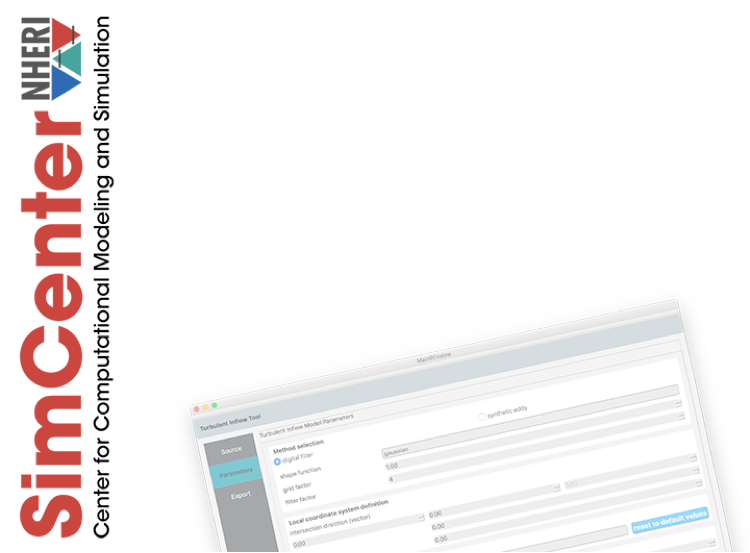 NHERI
SimCenter
Center for Computational Modeling and Simulation
MainWindow
Turbulent Inflow Tool
Source
Parameters
Export
Turbulent Inflow Model Parameters
Method selection
digital filter
synthetic eddy
shape function
gaussian
grid factor
1.00
filter factor
4
Local coordinate system definition
intersection direction (vector)
0.00
0.00
0.00
0.00
0.00
reset to default values